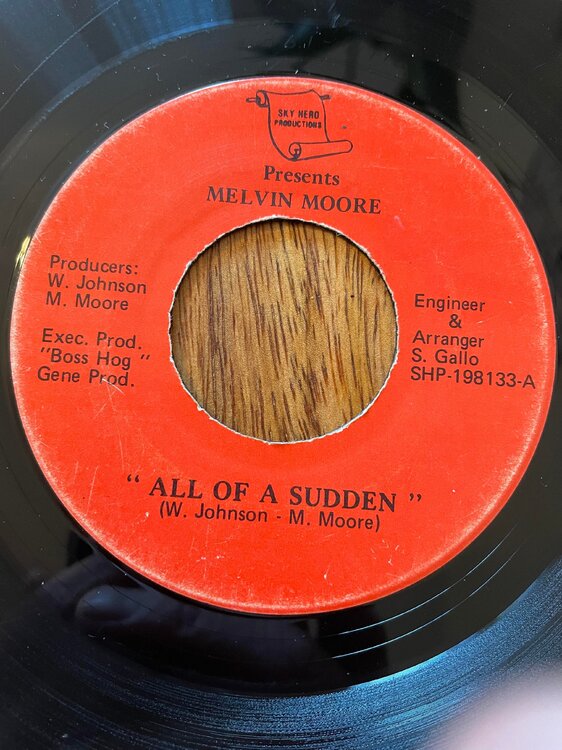 SKY HERO
PRODUCTIONS
Presents
MELVIN MOORE
Producers:
W. Johnson
M. Moore
Exec. Prod.
"Boss Hog "
Gene Prod.
Engineer
&
Arranger
S. Gallo
SHP-198133-A
" ALL OF A SUDDEN "
(W. Johnson - M. Moore)